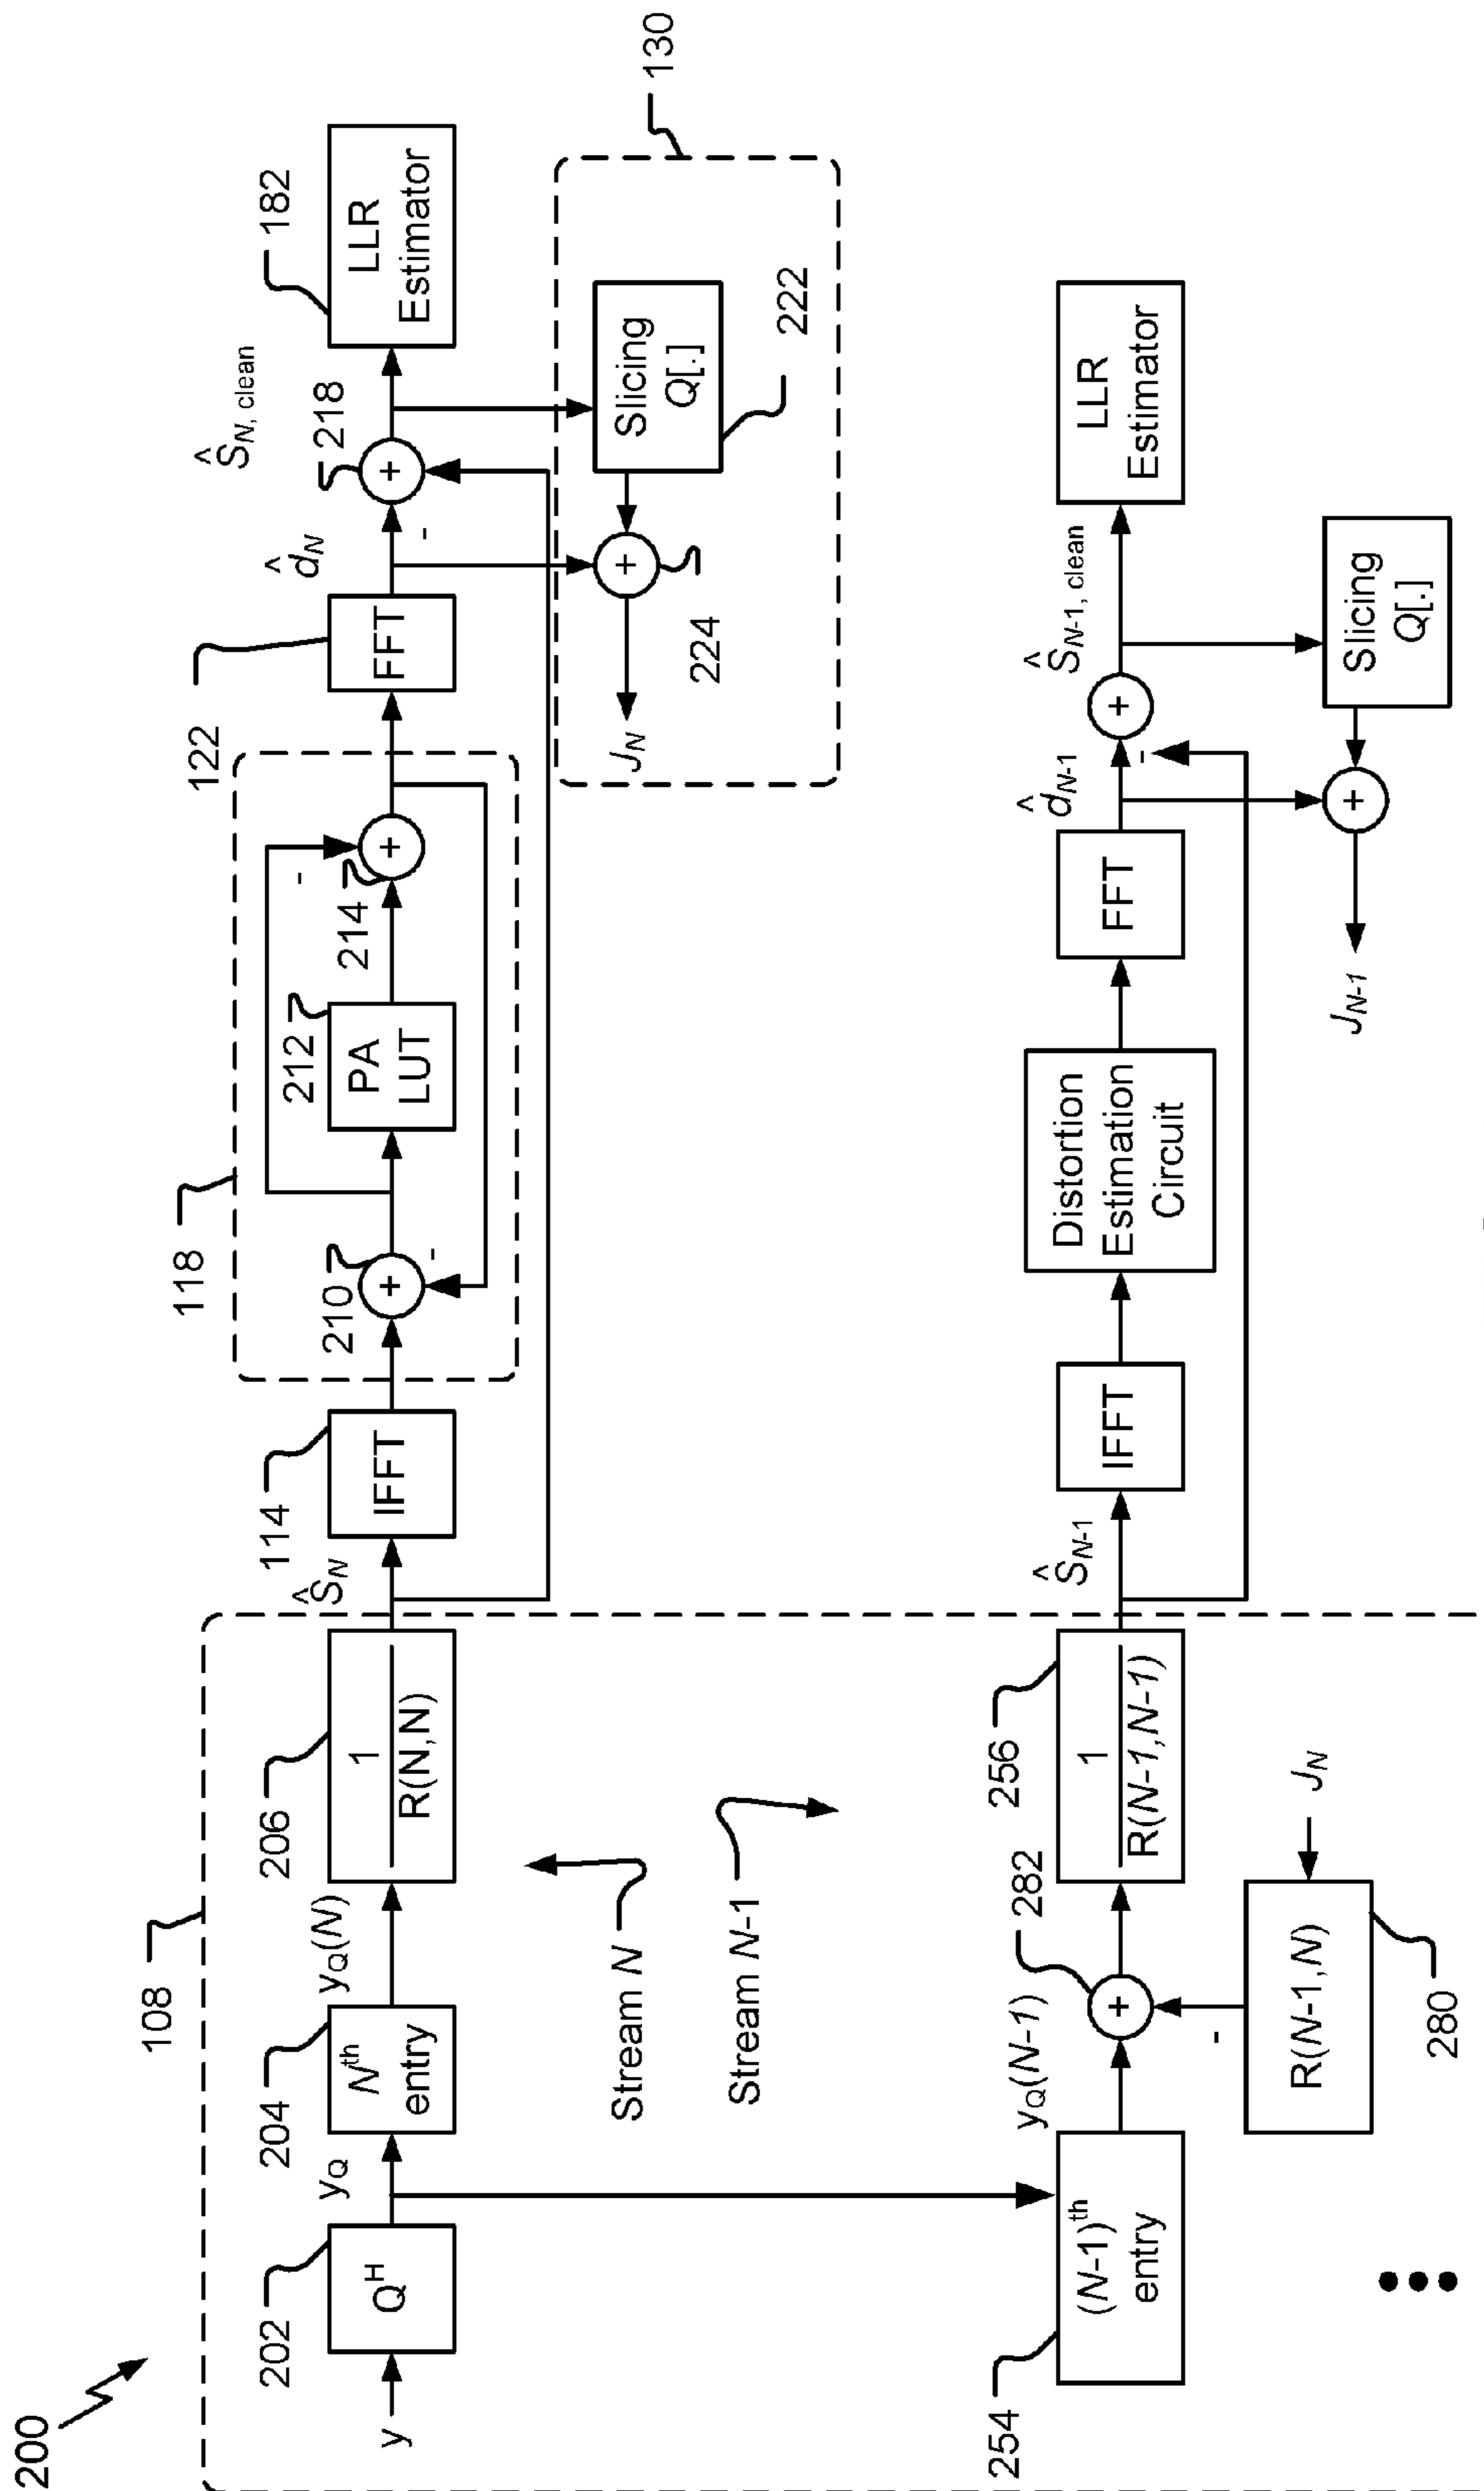 200
108
202
Q^H
y
y_Q
204
N^th
entry
y_Q(N)
206
1
R(N,N)
Ŝ_N
114
IFFT
118
210
+
-
212
PA
LUT
214
+
-
122
FFT
d̂_N
-
218
+
Ŝ_N, clean
182
LLR
Estimator
130
Slicing
Q[.]
222
+
224
J_N
Stream N
Stream N-1
254
(N-1)^th
entry
y_Q(N-1)
282
+
-
R(N-1,N)
280
J_N
256
1
R(N-1,N-1)
Ŝ_N-1
IFFT
Distortion
Estimation
Circuit
FFT
d̂_N-1
-
+
Ŝ_N-1, clean
LLR
Estimator
Slicing
Q[.]
+
J_N-1